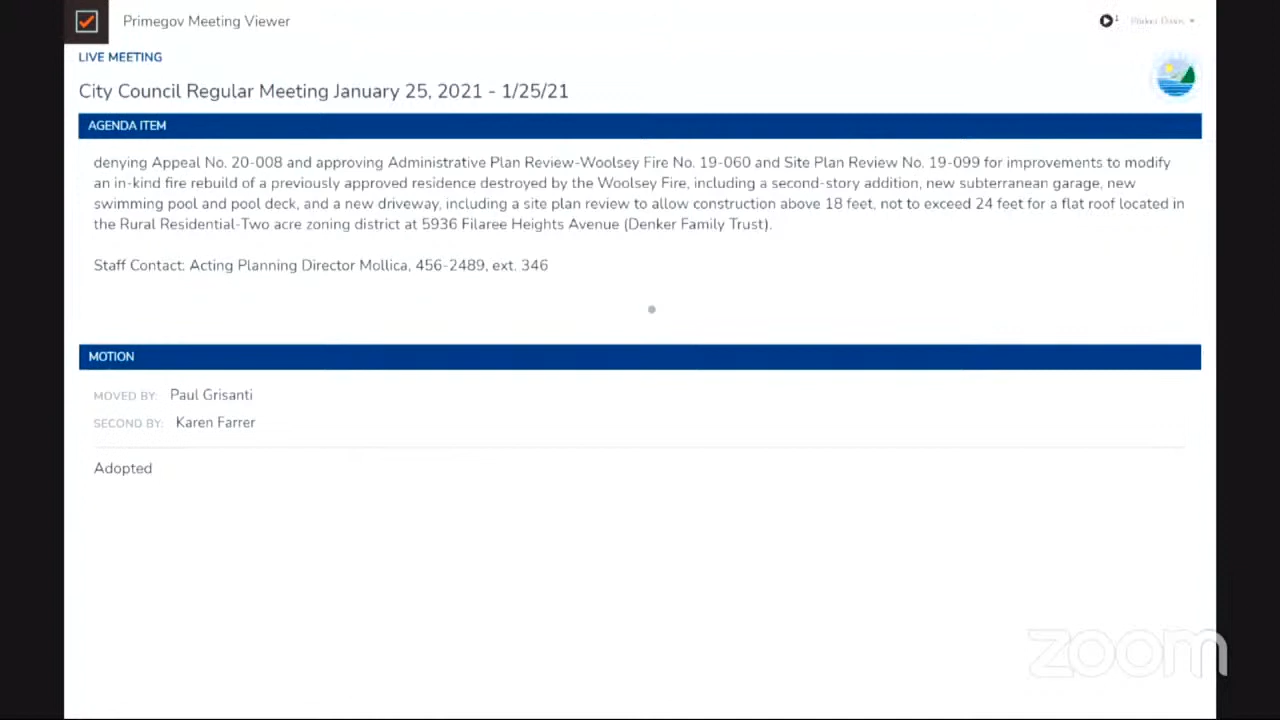 Primegov Meeting Viewer
LIVE MEETING
City Council Regular Meeting January 25, 2021 - 1/25/21
AGENDA ITEM
denying Appeal No. 20-008 and approving Administrative Plan Review-Woolsey Fire No. 19-060 and Site Plan Review No. 19-099 for improvements to modify
an in-kind fire rebuild of a previously approved residence destroyed by the Woolsey Fire, including a second-story addition, new subterranean garage, new
swimming pool and pool deck, and a new driveway, including a site plan review to allow construction above 18 feet, not to exceed 24 feet for a flat roof located in
the Rural Residential-Two acre zoning district at 5936 Filaree Heights Avenue (Denker Family Trust).
Staff Contact: Acting Planning Director Mollica, 456-2489, ext. 346
MOTION
MOVED BY: Paul Grisanti
SECOND BY: Karen Farrer
Adopted
zoom